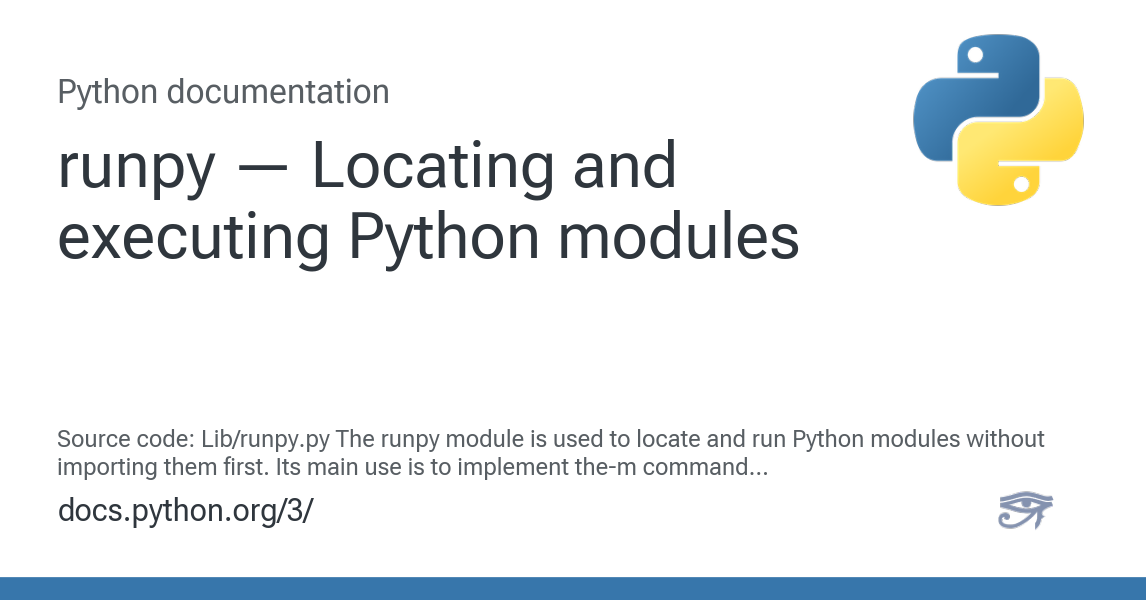 Python documentation
runpy — Locating and
executing Python modules
Source code: Lib/runpy.py The runpy module is used to locate and run Python modules without
importing them first. Its main use is to implement the-m command...
docs.python.org/3/